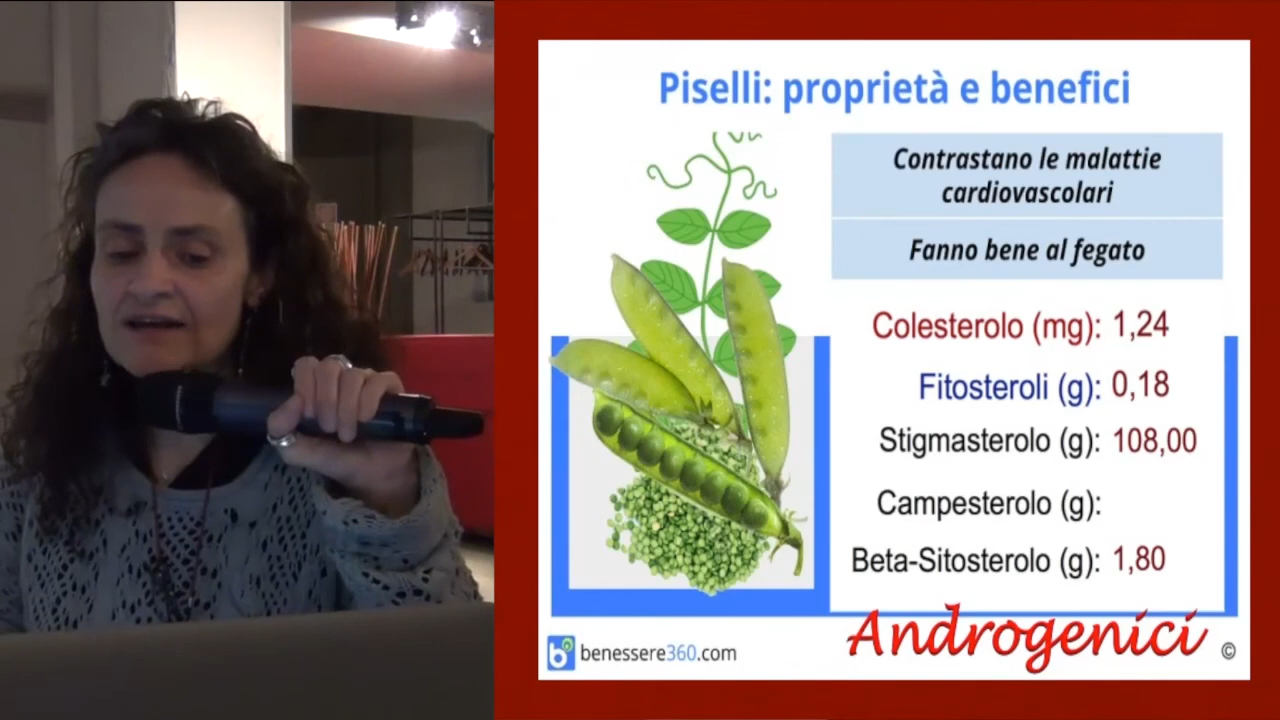 Piselli: proprietà e benefici
Contrastano le malattie
cardiovascolari
Fanno bene al fegato
Colesterolo (mg): 1,24
Fitosteroli (g): 0,18
Stigmasterolo (g): 108,00
Campesterolo (g):
Beta-Sitosterolo (g): 1,80
Androgenici
benessere360.com
©